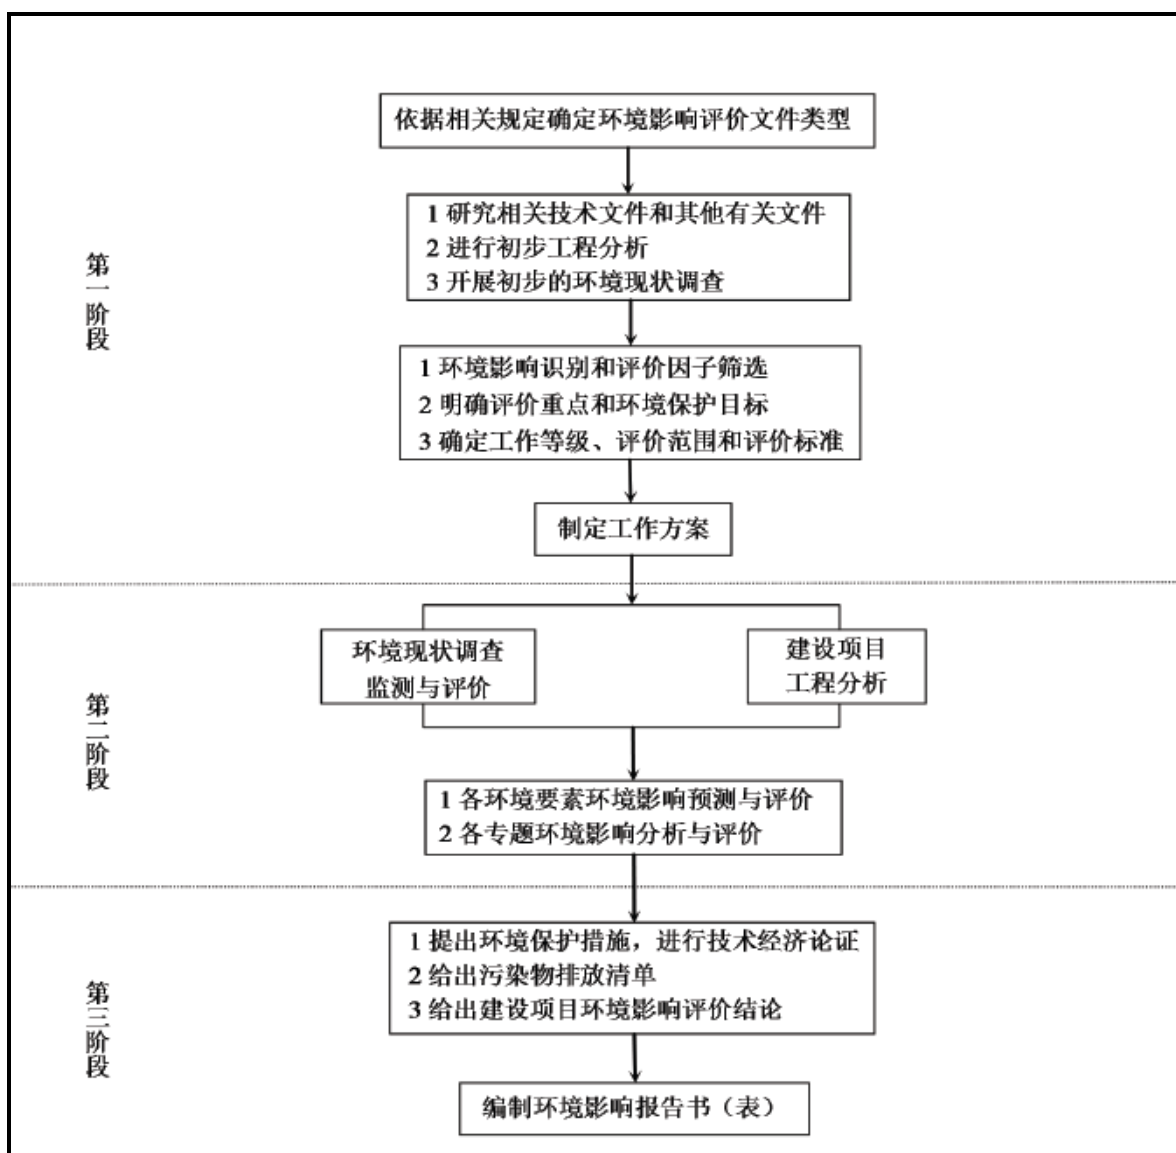 依据相关规定确定环境影响评价文件类型
1 研究相关技术文件和其他有关文件
2 进行初步工程分析
3 开展初步的环境现状调查
第一阶段
1 环境影响识别和评价因子筛选
2 明确评价重点和环境保护目标
3 确定工作等级、评价范围和评价标准
制定工作方案
环境现状调查
监测与评价
建设项目
工程分析
第二阶段
1 各环境要素环境影响预测与评价
2 各专题环境影响分析与评价
1 提出环境保护措施，进行技术经济论证
2 给出污染物排放清单
3 给出建设项目环境影响评价结论
第三阶段
编制环境影响报告书（表）